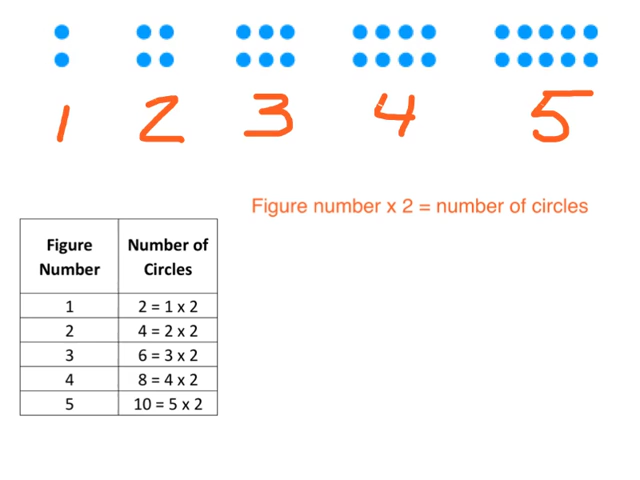 1 2 3 4 5
Figure number x 2 = number of circles
Figure Number Number of Circles
1 2 = 1 x 2
2 4 = 2 x 2
3 6 = 3 x 2
4 8 = 4 x 2
5 10 = 5 x 2